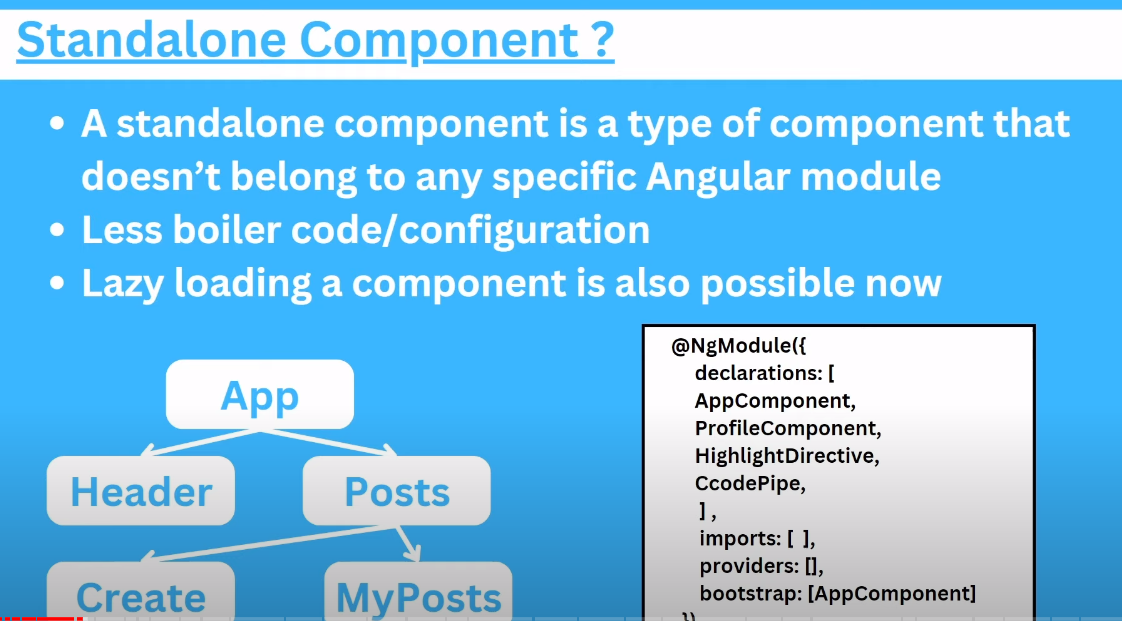 Standalone Component ?
• A standalone component is a type of component that
doesn’t belong to any specific Angular module
• Less boiler code/configuration
• Lazy loading a component is also possible now
App
Header
Posts
Create
MyPosts
@NgModule({
declarations: [
AppComponent,
ProfileComponent,
HighlightDirective,
CcodePipe,
] ,
imports: [ ],
providers: [],
bootstrap: [AppComponent]
})